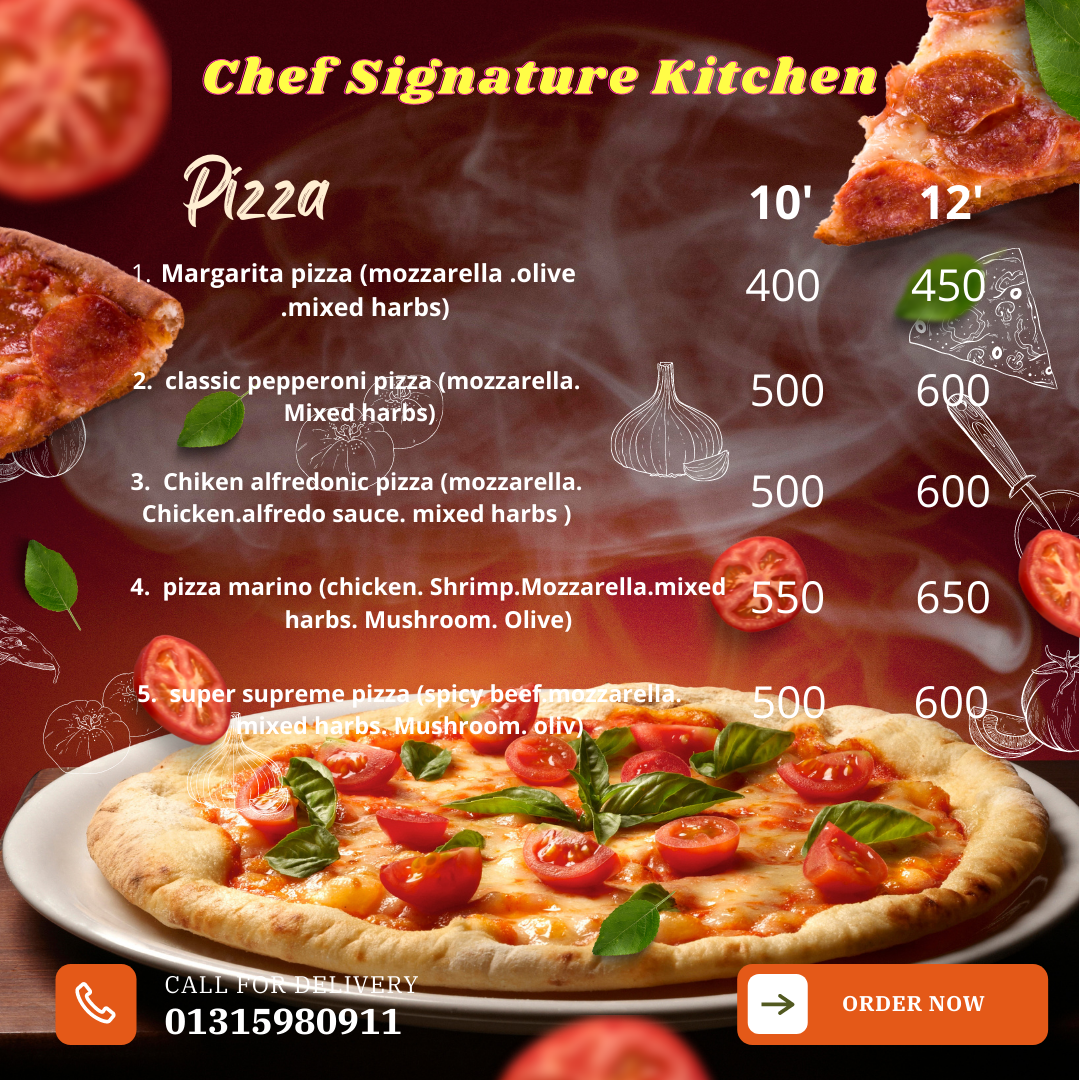 Chef Signature Kitchen
Pizza 10' 12'
1. Margarita pizza (mozzarella .olive
.mixed harbs) 400 450
2. classic pepperoni pizza (mozzarella.
Mixed harbs) 500 600
3. Chiken alfredonic pizza (mozzarella.
Chicken.alfredo sauce. mixed harbs ) 500 600
4. pizza marino (chicken. Shrimp.Mozzarella.mixed
harbs. Mushroom. Olive) 550 650
5. super supreme pizza (spicy beef.mozzarella.
mixed harbs. Mushroom. oliv) 500 600
CALL FOR DELIVERY
01315980911
ORDER NOW